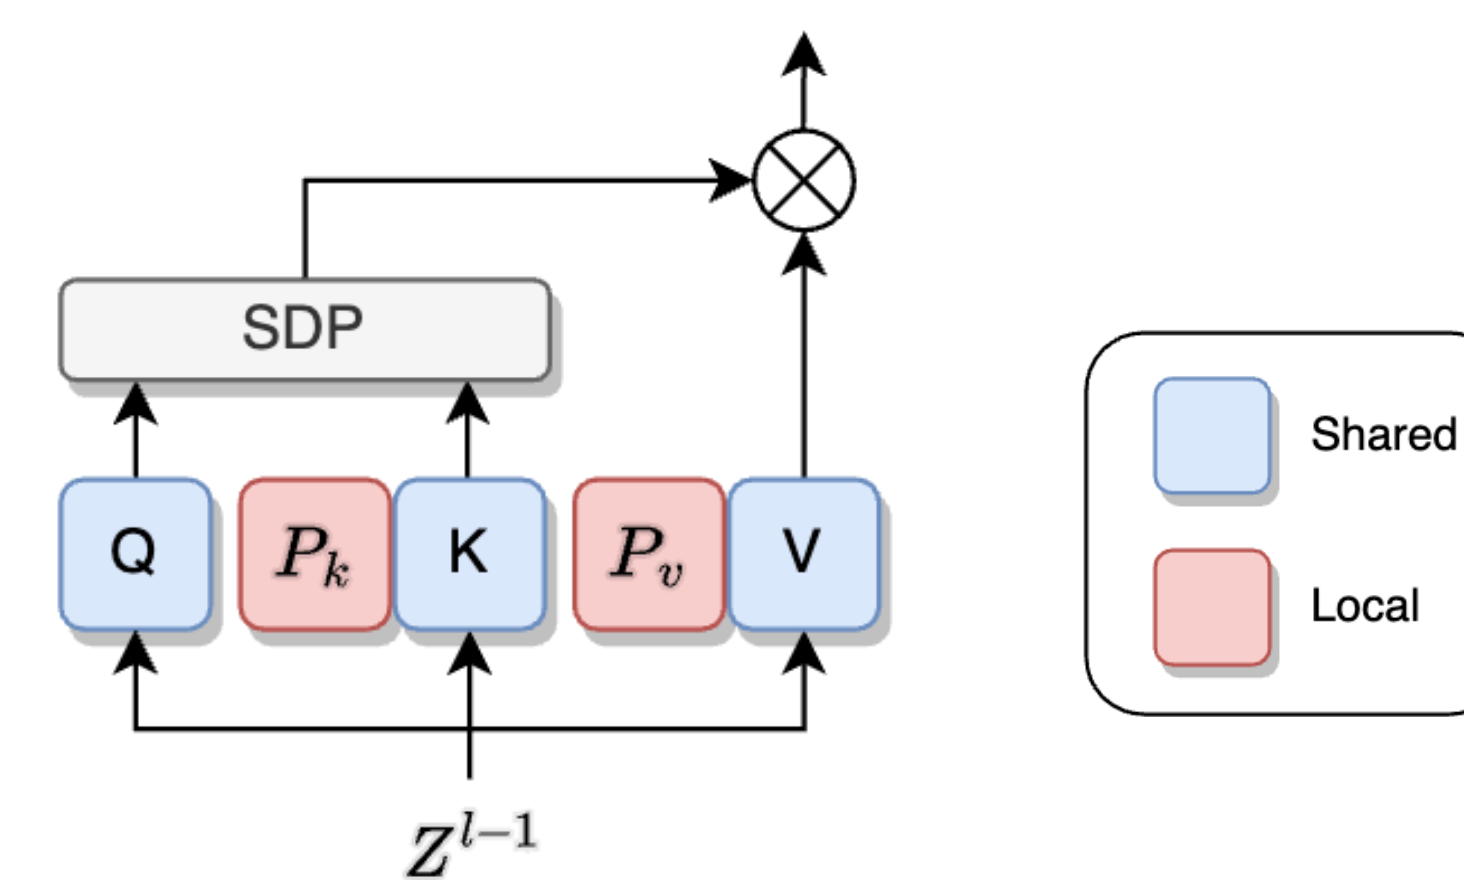 SDP
Q
P_k
K
P_v
V
Z^{l-1}
Shared
Local